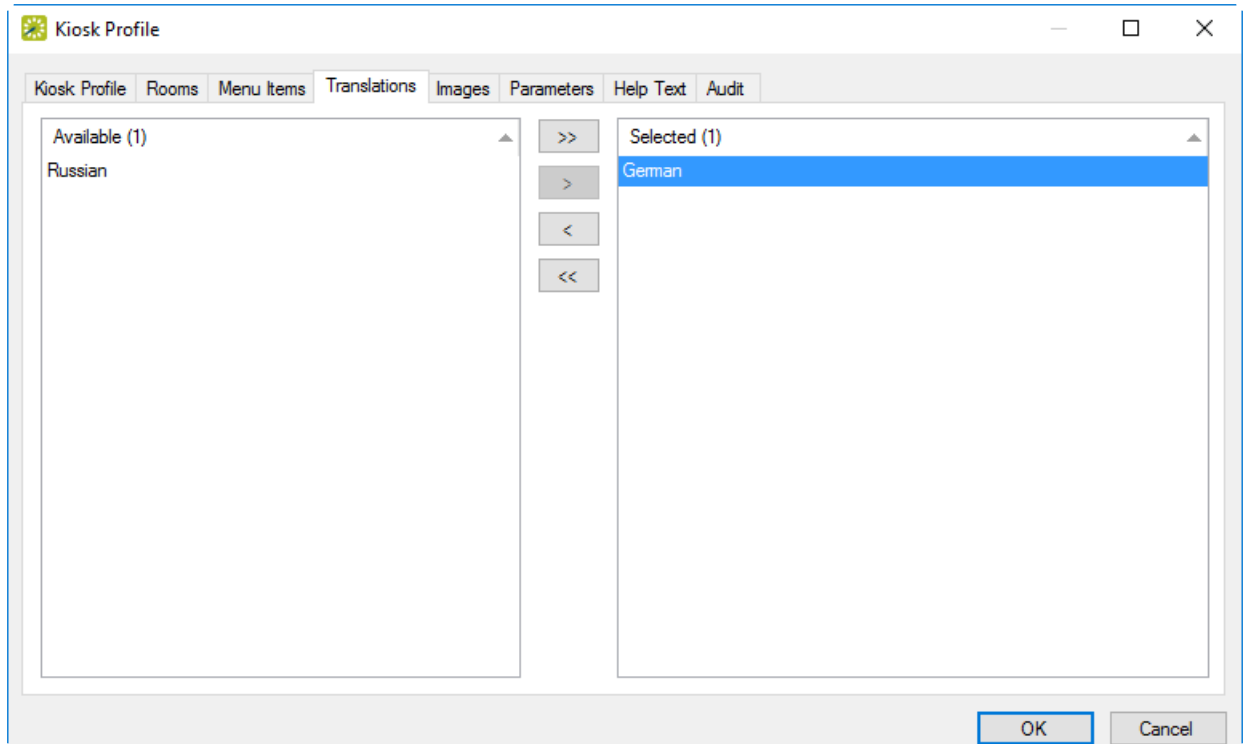 Kiosk Profile
Kiosk Profile Rooms Menu Items Translations Images Parameters Help Text Audit
Available (1)
Russian
>>
>
<
<<
Selected (1)
German
OK Cancel